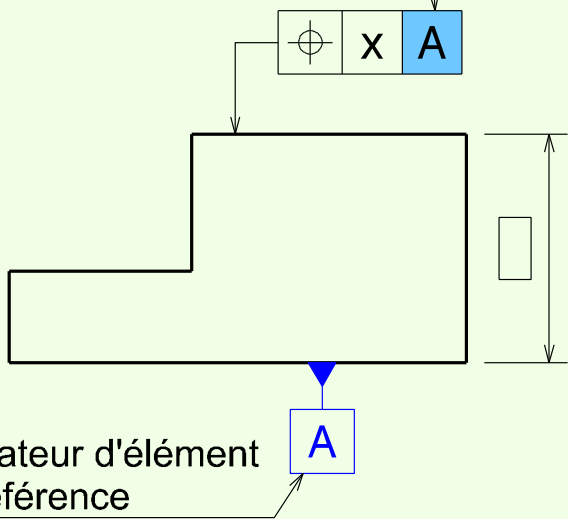 ⌖ x A
A
ateur d'élément
éférence